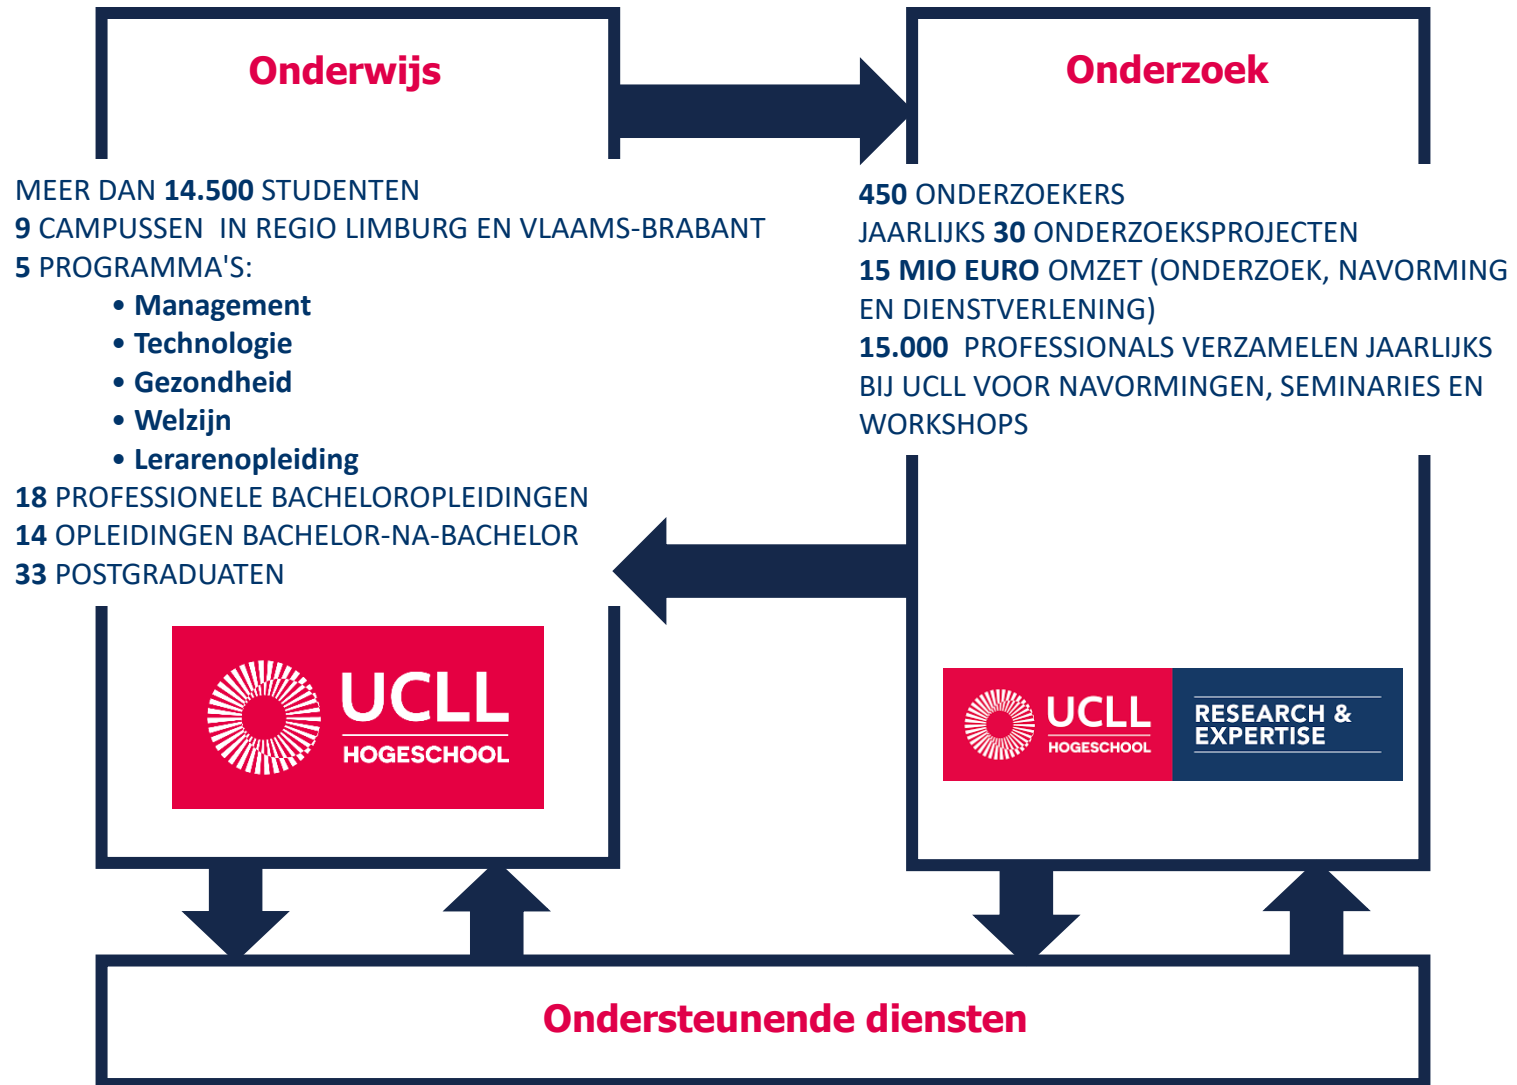 Onderwijs
MEER DAN 14.500 STUDENTEN
9 CAMPUSSEN IN REGIO LIMBURG EN VLAAMS-BRABANT
5 PROGRAMMA'S:
• Management
• Technologie
• Gezondheid
• Welzijn
• Lerarenopleiding
18 PROFESSIONELE BACHELOROPLEIDINGEN
14 OPLEIDINGEN BACHELOR-NA-BACHELOR
33 POSTGRADUATEN
UCLL
HOGESCHOOL
Onderzoek
450 ONDERZOEKERS
JAARLIJKS 30 ONDERZOEKSPROJECTEN
15 MIO EURO OMZET (ONDERZOEK, NAVORMING
EN DIENSTVERLENING)
15.000 PROFESSIONALS VERZAMELEN JAARLIJKS
BIJ UCLL VOOR NAVORMINGEN, SEMINARIES EN
WORKSHOPS
UCLL
HOGESCHOOL
RESEARCH &
EXPERTISE
Ondersteunende diensten